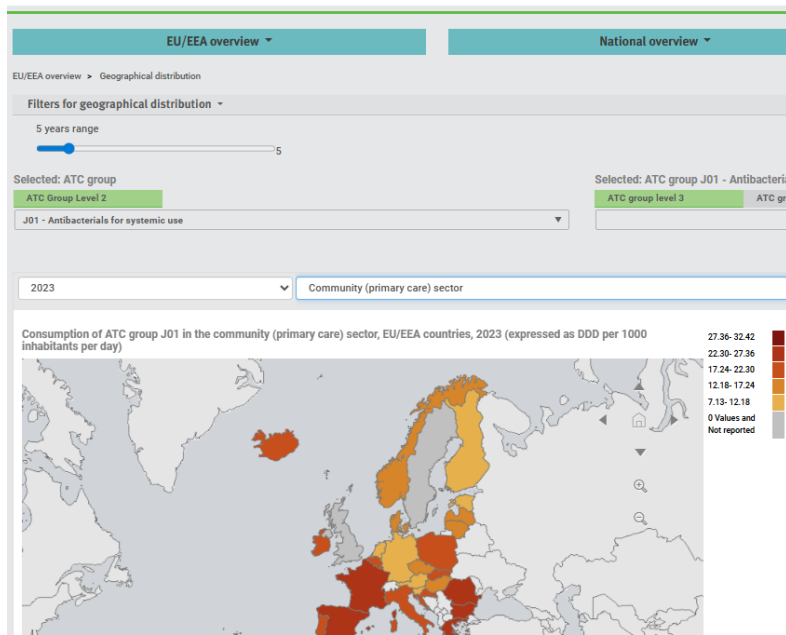 EU/EEA overview
National overview
EU/EEA overview > Geographical distribution
Filters for geographical distribution
5 years range
5
Selected: ATC group
Selected: ATC group J01 - Antibacteria
ATC Group Level 2
ATC group level 3
ATC gr
J01 - Antibacterials for systemic use
2023
Community (primary care) sector
Consumption of ATC group J01 in the community (primary care) sector, EU/EEA countries, 2023 (expressed as DDD per 1000
inhabitants per day)
27.36- 32.42
22.30- 27.36
17.24- 22.30
12.18- 17.24
7.13- 12.18
0 Values and
Not reported